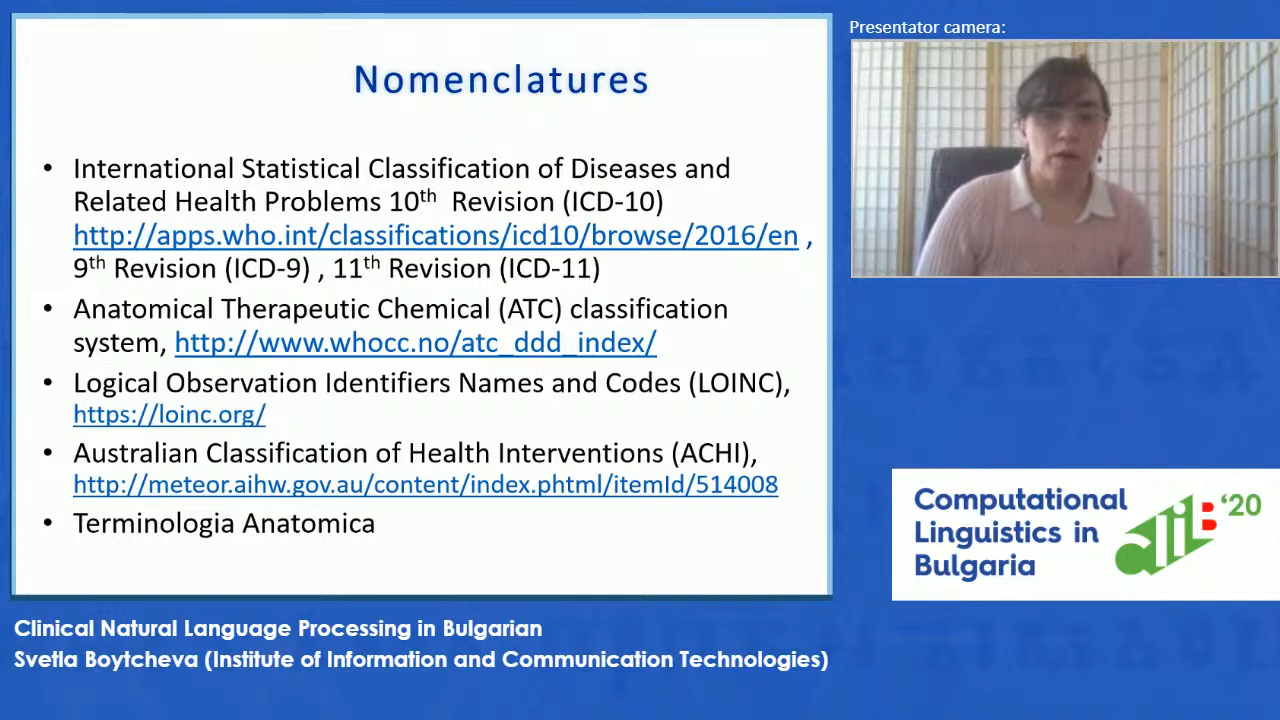 Presentator camera:
Nomenclatures
• International Statistical Classification of Diseases and
Related Health Problems 10th Revision (ICD-10)
http://apps.who.int/classifications/icd10/browse/2016/en ,
9th Revision (ICD-9) , 11th Revision (ICD-11)
• Anatomical Therapeutic Chemical (ATC) classification
system, http://www.whocc.no/atc_ddd_index/
• Logical Observation Identifiers Names and Codes (LOINC),
https://loinc.org/
• Australian Classification of Health Interventions (ACHI),
http://meteor.aihw.gov.au/content/index.phtml/itemId/514008
• Terminologia Anatomica
Computational
Linguistics in
Bulgaria
clib '20
Clinical Natural Language Processing in Bulgarian
Svetla Boytcheva (Institute of Information and Communication Technologies)